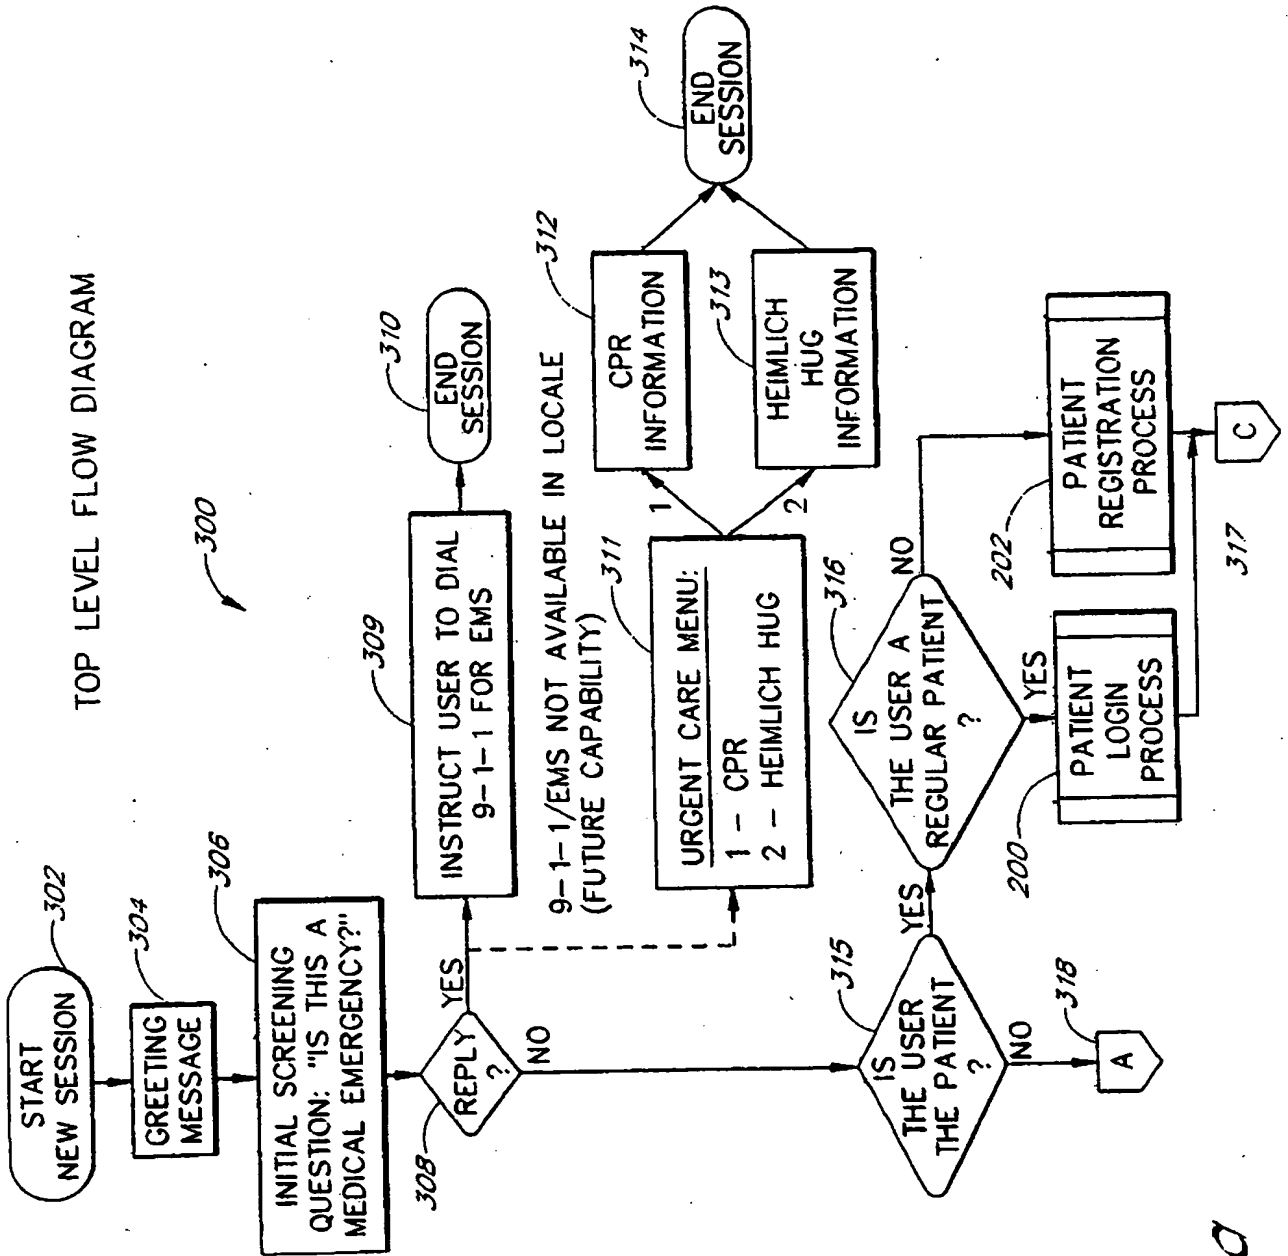 TOP LEVEL FLOW DIAGRAM
300
START
NEW SESSION
302
GREETING
MESSAGE
304
INITIAL SCREENING
QUESTION: "IS THIS A
MEDICAL EMERGENCY?"
306
REPLY
?
308
YES
NO
INSTRUCT USER TO DIAL
9-1-1 FOR EMS
309
END
SESSION
310
9-1-1/EMS NOT AVAILABLE IN LOCALE
(FUTURE CAPABILITY)
URGENT CARE MENU:
1 - CPR
2 - HEIMLICH HUG
311
1
2
CPR
INFORMATION
312
HEIMLICH
HUG
INFORMATION
313
END
SESSION
314
IS
THE USER
THE PATIENT
?
315
YES
NO
A
318
IS
THE USER A
REGULAR PATIENT
?
316
NO
YES
PATIENT
LOGIN
PROCESS
200
PATIENT
REGISTRATION
PROCESS
202
317
C